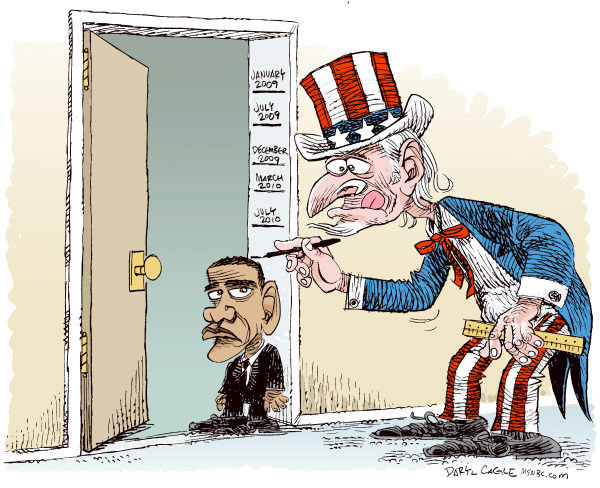 JANUARY
2009
JULY
2009
DECEMBER
2009
MARCH
2010
JULY
2010
DARYL CAGLE MSNBC.com